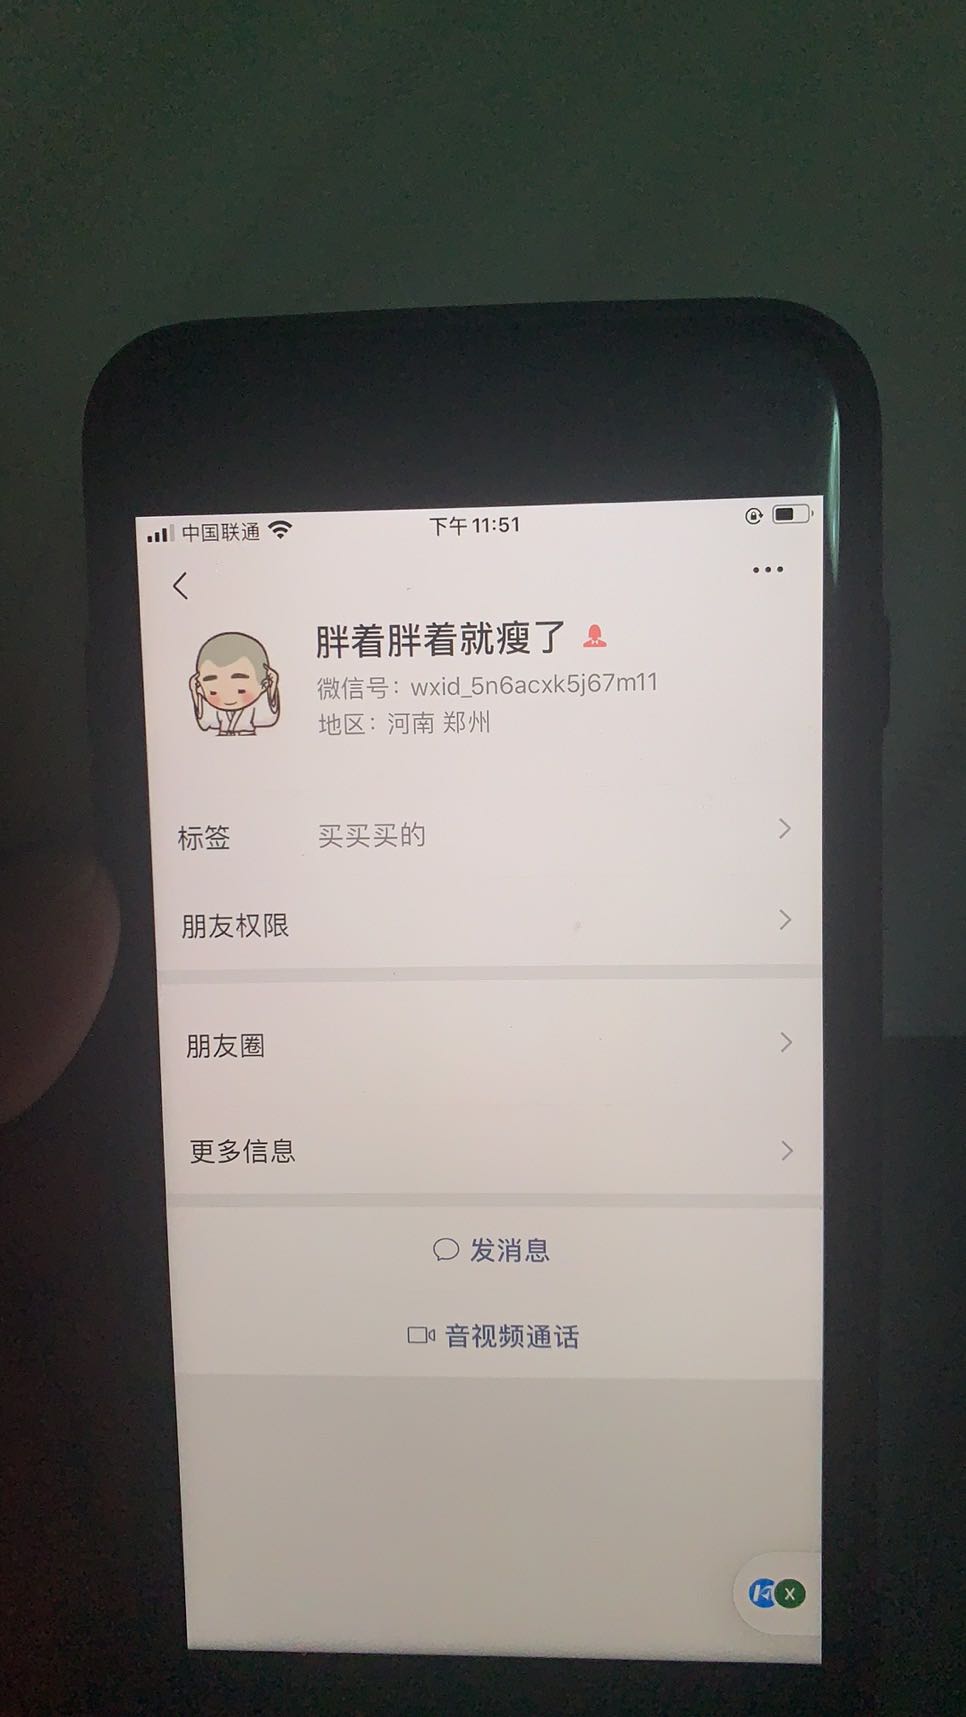 中国联通
下午11:51
胖着胖着就瘦了
微信号：wxid_5n6acxk5j67m11
地区：河南 郑州
标签 买买买的
朋友权限
朋友圈
更多信息
发消息
音视频通话
X